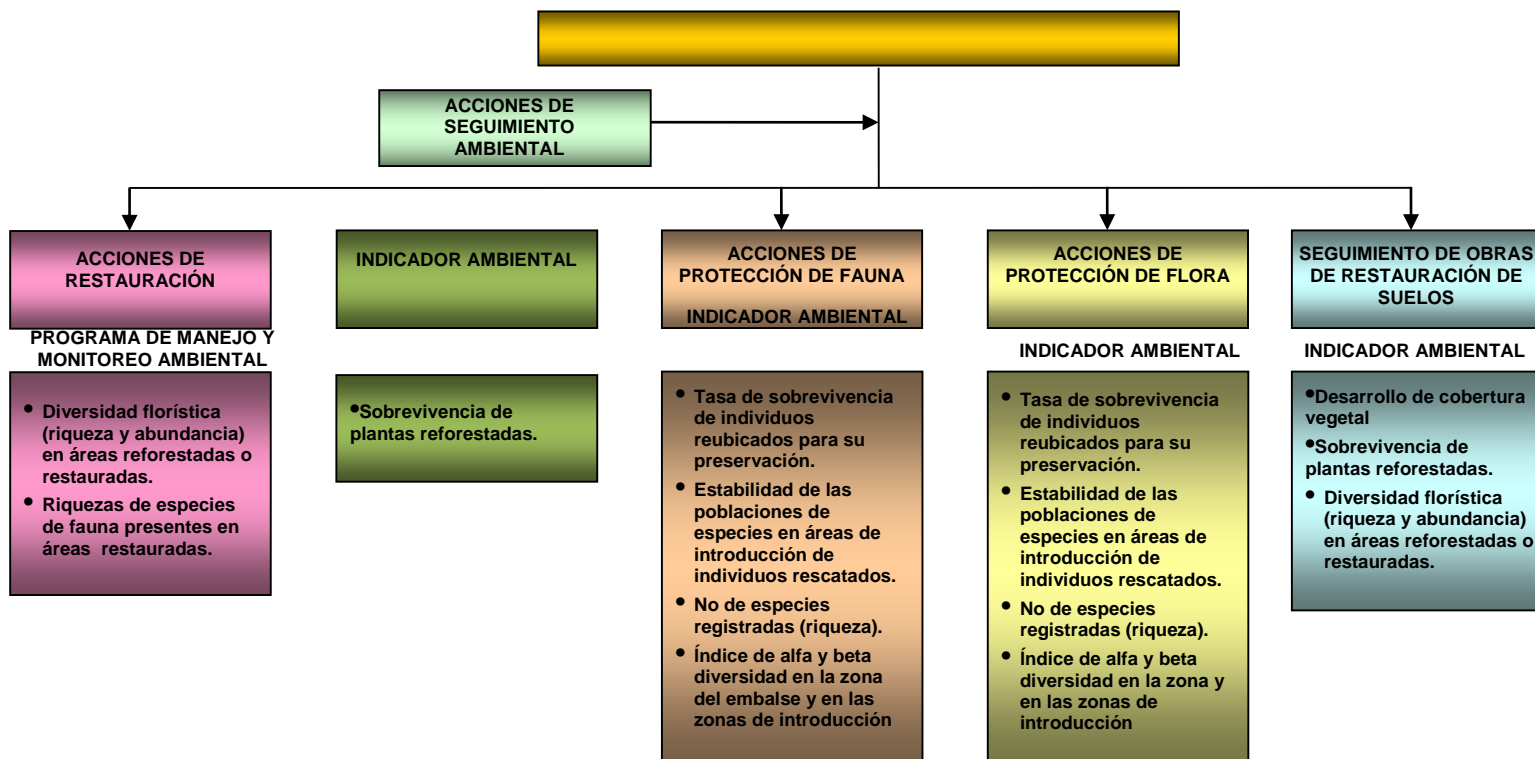 ACCIONES DE
SEGUIMIENTO
AMBIENTAL
ACCIONES DE
RESTAURACIÓN
PROGRAMA DE MANEJO Y
MONITOREO AMBIENTAL
• Diversidad florística
(riqueza y abundancia)
en áreas reforestadas o
restauradas.
• Riquezas de especies
de fauna presentes en
áreas restauradas.
INDICADOR AMBIENTAL
•Sobrevivencia de
plantas reforestadas.
ACCIONES DE
PROTECCIÓN DE FAUNA
INDICADOR AMBIENTAL
• Tasa de sobrevivencia
de individuos
reubicados para su
preservación.
• Estabilidad de las
poblaciones de
especies en áreas de
introducción de
individuos rescatados.
• No de especies
registradas (riqueza).
• Índice de alfa y beta
diversidad en la zona
del embalse y en las
zonas de introducción
ACCIONES DE
PROTECCIÓN DE FLORA
INDICADOR AMBIENTAL
• Tasa de sobrevivencia
de individuos
reubicados para su
preservación.
• Estabilidad de las
poblaciones de
especies en áreas de
introducción de
individuos rescatados.
• No de especies
registradas (riqueza).
• Índice de alfa y beta
diversidad en la zona y
en las zonas de
introducción
SEGUIMIENTO DE OBRAS
DE RESTAURACIÓN DE
SUELOS
INDICADOR AMBIENTAL
•Desarrollo de cobertura
vegetal
•Sobrevivencia de
plantas reforestadas.
• Diversidad florística
(riqueza y abundancia)
en áreas reforestadas o
restauradas.